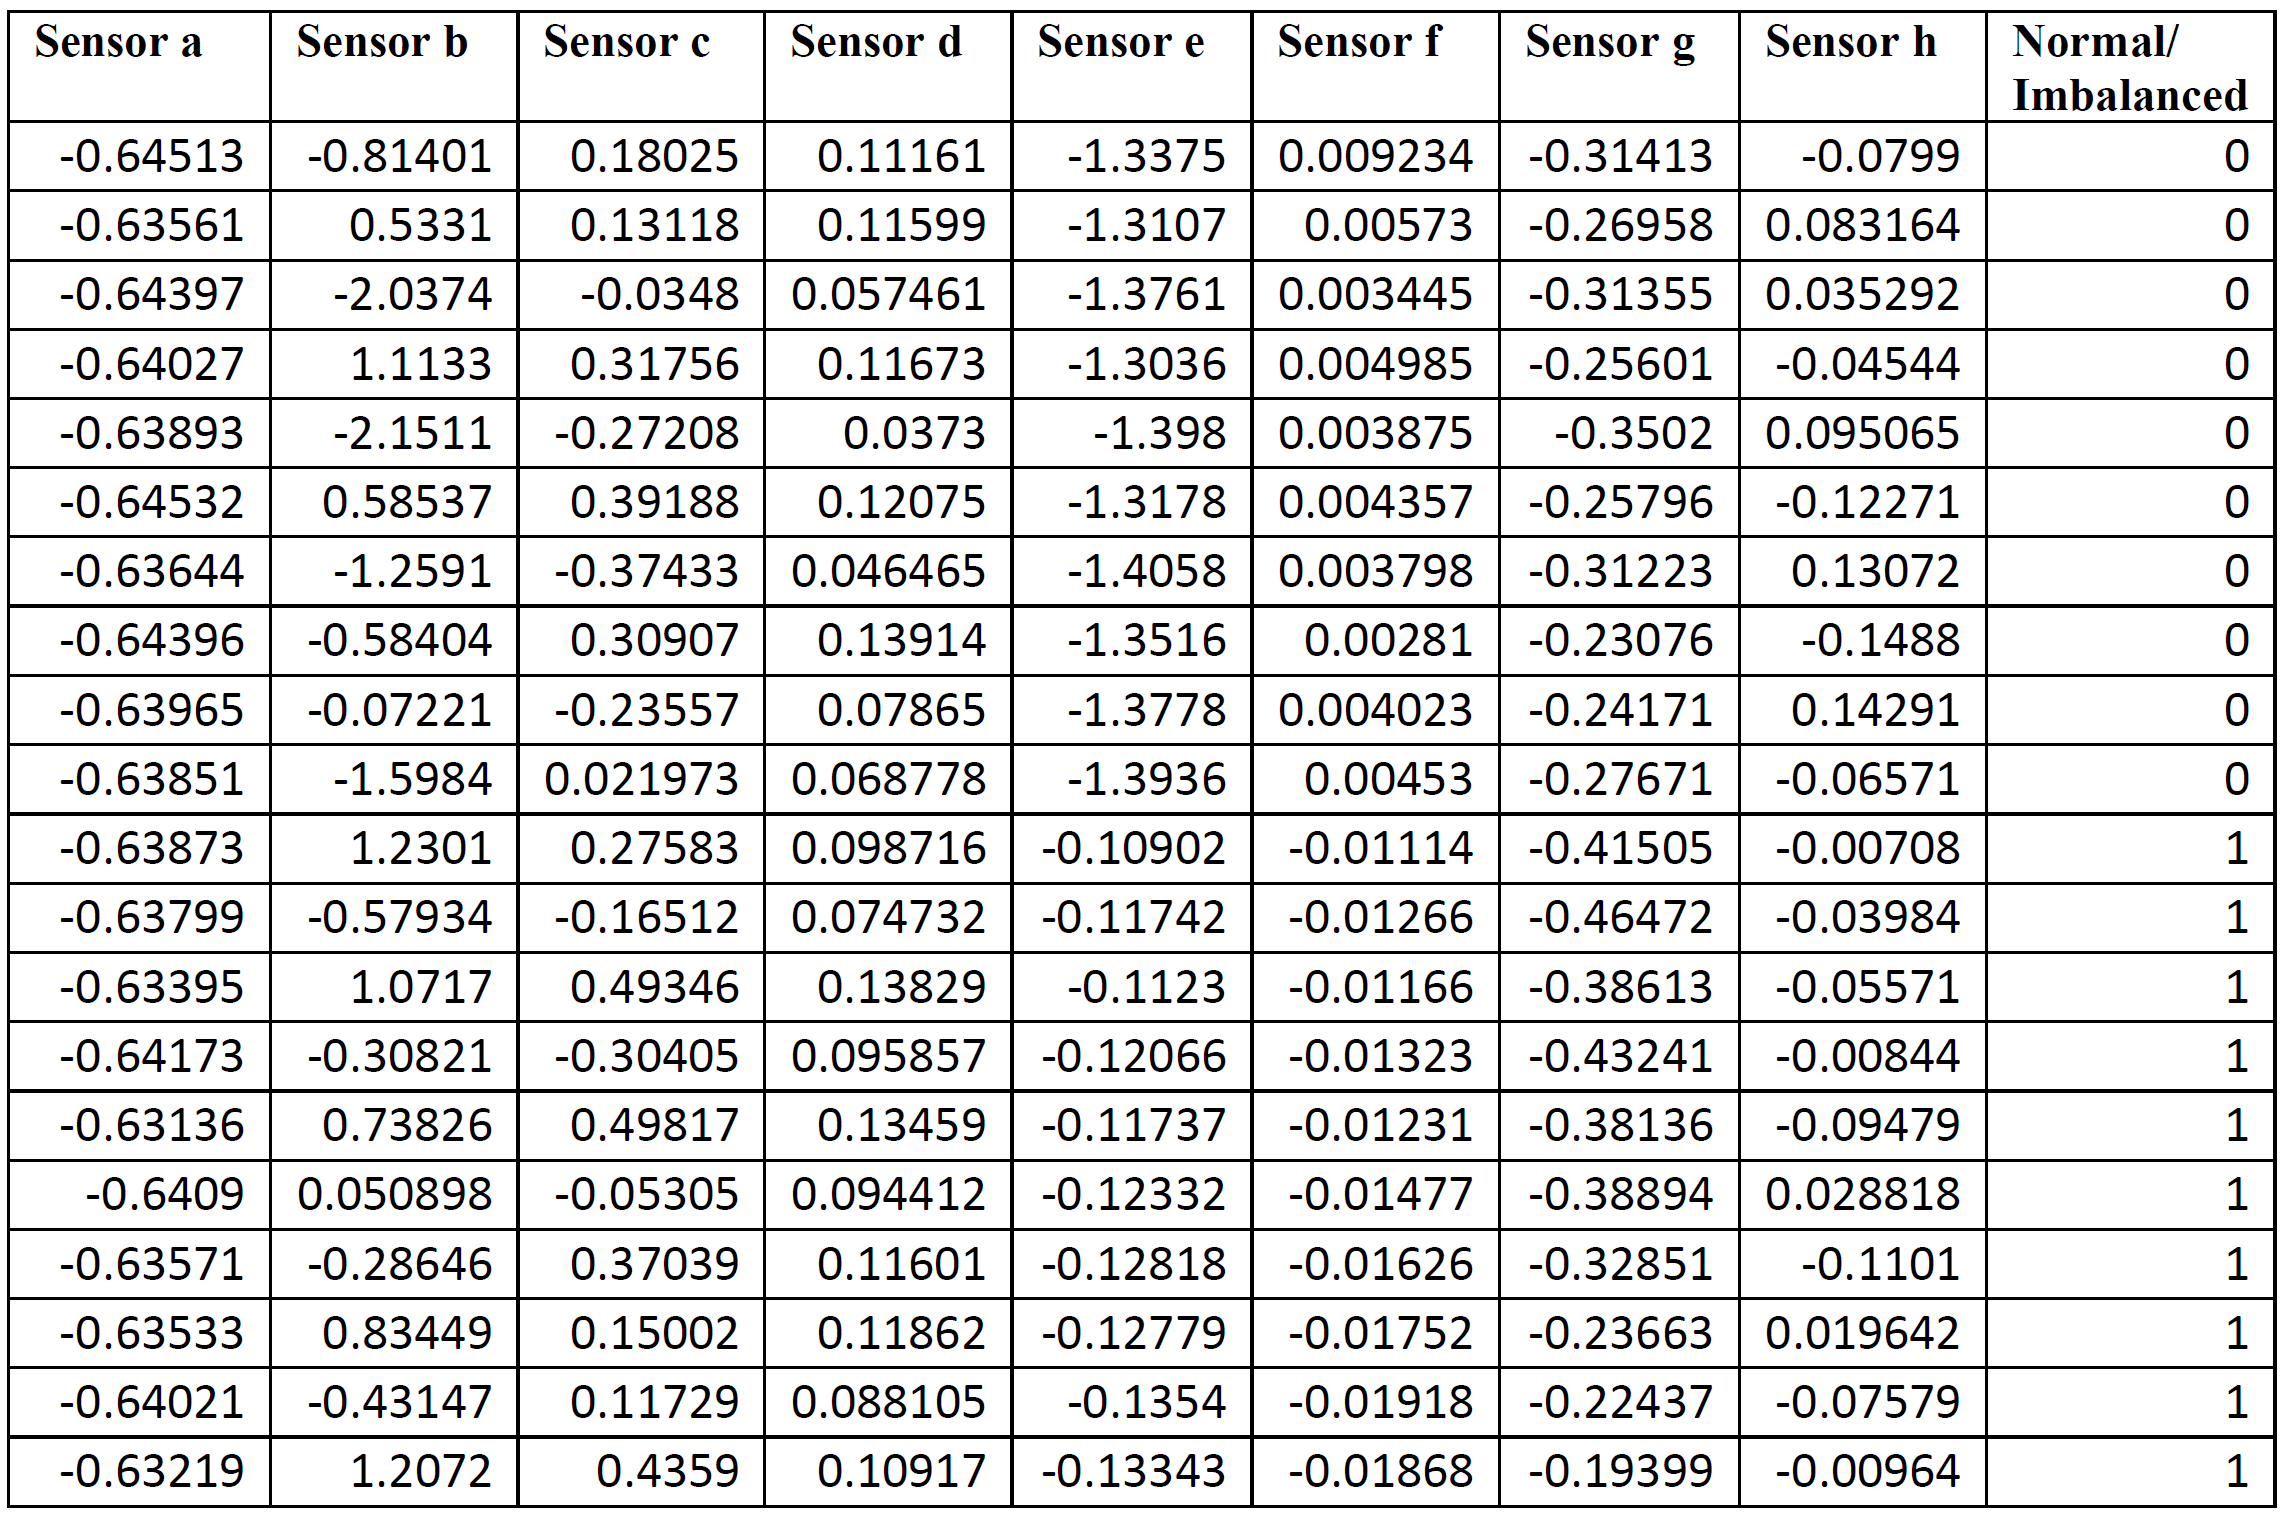 Sensor a Sensor b Sensor c Sensor d Sensor e Sensor f Sensor g Sensor h Normal/
Imbalanced
-0.64513 -0.81401 0.18025 0.11161 -1.3375 0.009234 -0.31413 -0.0799 0
-0.63561 0.5331 0.13118 0.11599 -1.3107 0.00573 -0.26958 0.083164 0
-0.64397 -2.0374 -0.0348 0.057461 -1.3761 0.003445 -0.31355 0.035292 0
-0.64027 1.1133 0.31756 0.11673 -1.3036 0.004985 -0.25601 -0.04544 0
-0.63893 -2.1511 -0.27208 0.0373 -1.398 0.003875 -0.3502 0.095065 0
-0.64532 0.58537 0.39188 0.12075 -1.3178 0.004357 -0.25796 -0.12271 0
-0.63644 -1.2591 -0.37433 0.046465 -1.4058 0.003798 -0.31223 0.13072 0
-0.64396 -0.58404 0.30907 0.13914 -1.3516 0.00281 -0.23076 -0.1488 0
-0.63965 -0.07221 -0.23557 0.07865 -1.3778 0.004023 -0.24171 0.14291 0
-0.63851 -1.5984 0.021973 0.068778 -1.3936 0.00453 -0.27671 -0.06571 0
-0.63873 1.2301 0.27583 0.098716 -0.10902 -0.01114 -0.41505 -0.00708 1
-0.63799 -0.57934 -0.16512 0.074732 -0.11742 -0.01266 -0.46472 -0.03984 1
-0.63395 1.0717 0.49346 0.13829 -0.1123 -0.01166 -0.38613 -0.05571 1
-0.64173 -0.30821 -0.30405 0.095857 -0.12066 -0.01323 -0.43241 -0.00844 1
-0.63136 0.73826 0.49817 0.13459 -0.11737 -0.01231 -0.38136 -0.09479 1
-0.6409 0.050898 -0.05305 0.094412 -0.12332 -0.01477 -0.38894 0.028818 1
-0.63571 -0.28646 0.37039 0.11601 -0.12818 -0.01626 -0.32851 -0.1101 1
-0.63533 0.83449 0.15002 0.11862 -0.12779 -0.01752 -0.23663 0.019642 1
-0.64021 -0.43147 0.11729 0.088105 -0.1354 -0.01918 -0.22437 -0.07579 1
-0.63219 1.2072 0.4359 0.10917 -0.13343 -0.01868 -0.19399 -0.00964 1